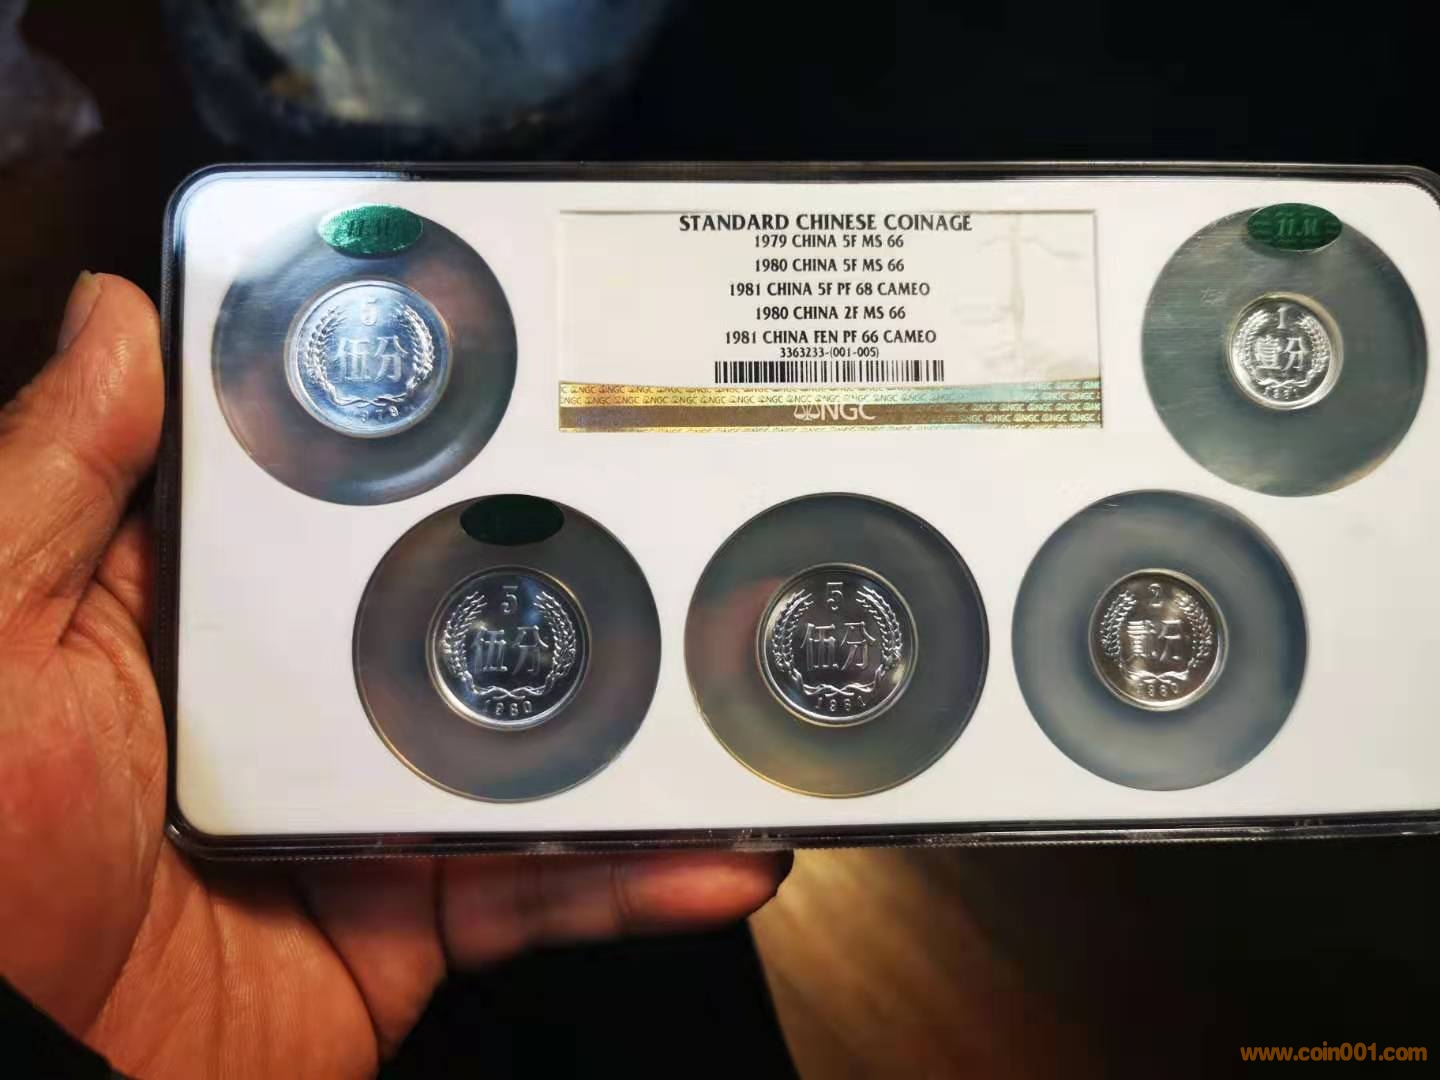 STANDARD CHINESE COINAGE
1979 CHINA 5F MS 66
1980 CHINA 5F MS 66
1981 CHINA 5F PF 68 CAMEO
1980 CHINA 2F MS 66
1981 CHINA FEN PF 66 CAMEO
3363233-(001-005)
NGC
5
伍分
1979
1
壹分
1981
5
伍分
1980
5
伍分
1981
2
贰分
1980
www.coin001.com